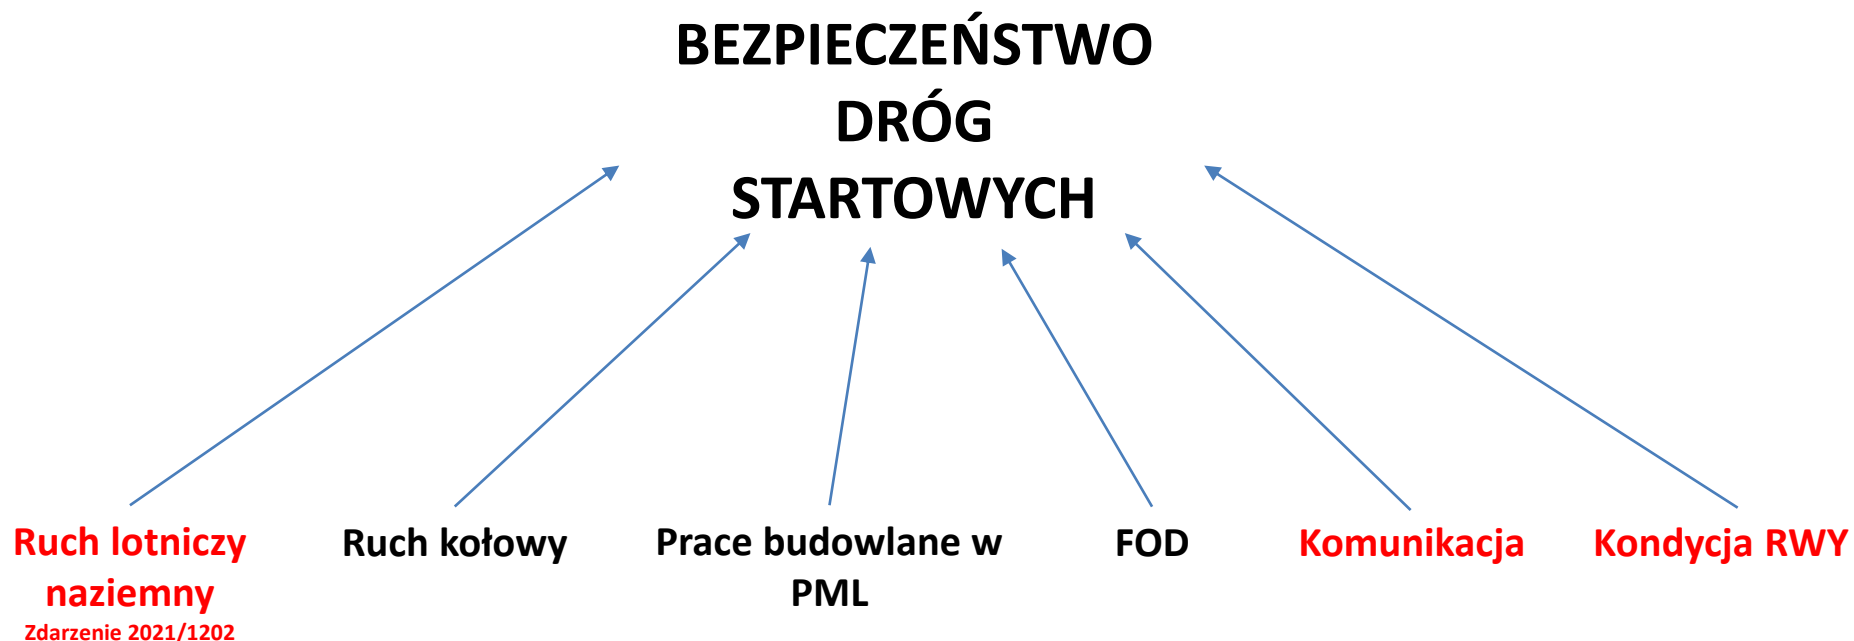 BEZPIECZEŃSTWO
DRÓG
STARTOWYCH
Ruch lotniczy
naziemny
Zdarzenie 2021/1202
Ruch kołowy
Prace budowlane w
PML
FOD
Komunikacja
Kondycja RWY